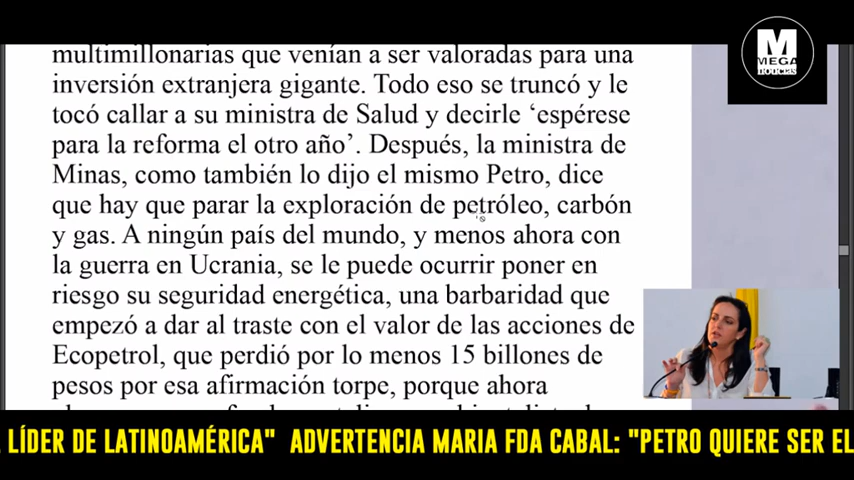 M
MEGA
noticias
multimillonarias que venían a ser valoradas para una
inversión extranjera gigante. Todo eso se truncó y le
tocó callar a su ministra de Salud y decirle ‘espérese
para la reforma el otro año’. Después, la ministra de
Minas, como también lo dijo el mismo Petro, dice
que hay que parar la exploración de petróleo, carbón
y gas. A ningún país del mundo, y menos ahora con
la guerra en Ucrania, se le puede ocurrir poner en
riesgo su seguridad energética, una barbaridad que
empezó a dar al traste con el valor de las acciones de
Ecopetrol, que perdió por lo menos 15 billones de
pesos por esa afirmación torpe, porque ahora
LÍDER DE LATINOAMÉRICA" ADVERTENCIA MARIA FDA CABAL: "PETRO QUIERE SER EL